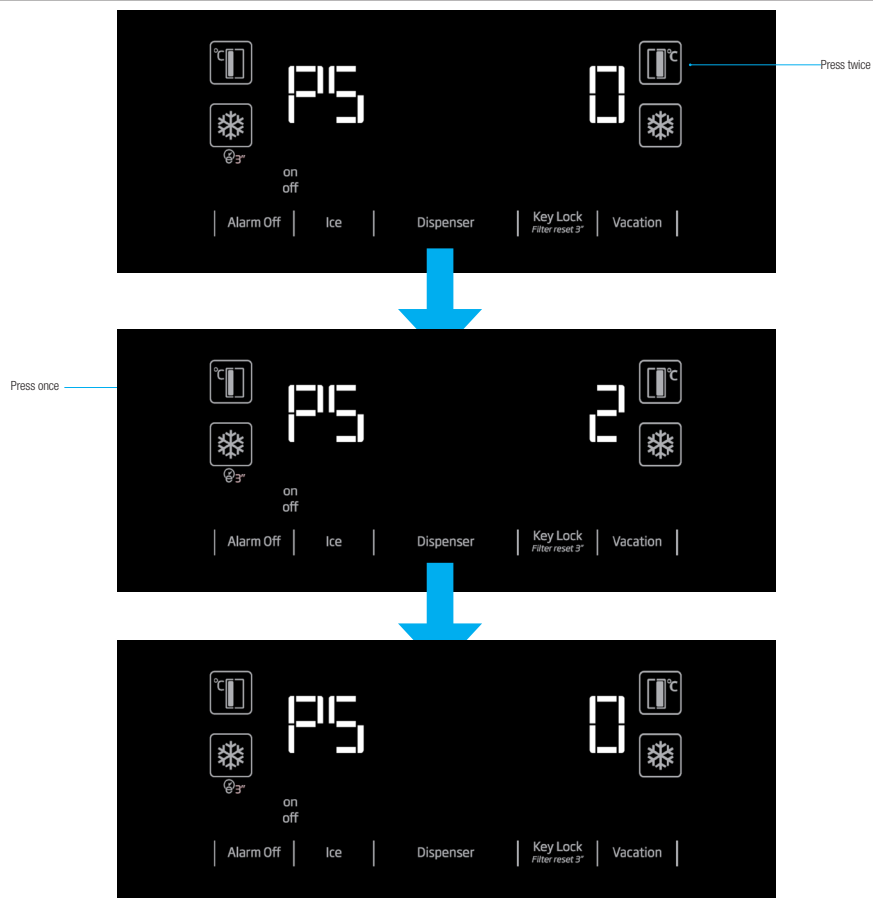 °C
PS
0
°C
Press twice
3"
on
off
Alarm Off
Ice
Dispenser
Key Lock
Filter reset 3"
Vacation
Press once
°C
PS
2
°C
3"
on
off
Alarm Off
Ice
Dispenser
Key Lock
Filter reset 3"
Vacation
°C
PS
0
°C
3"
on
off
Alarm Off
Ice
Dispenser
Key Lock
Filter reset 3"
Vacation